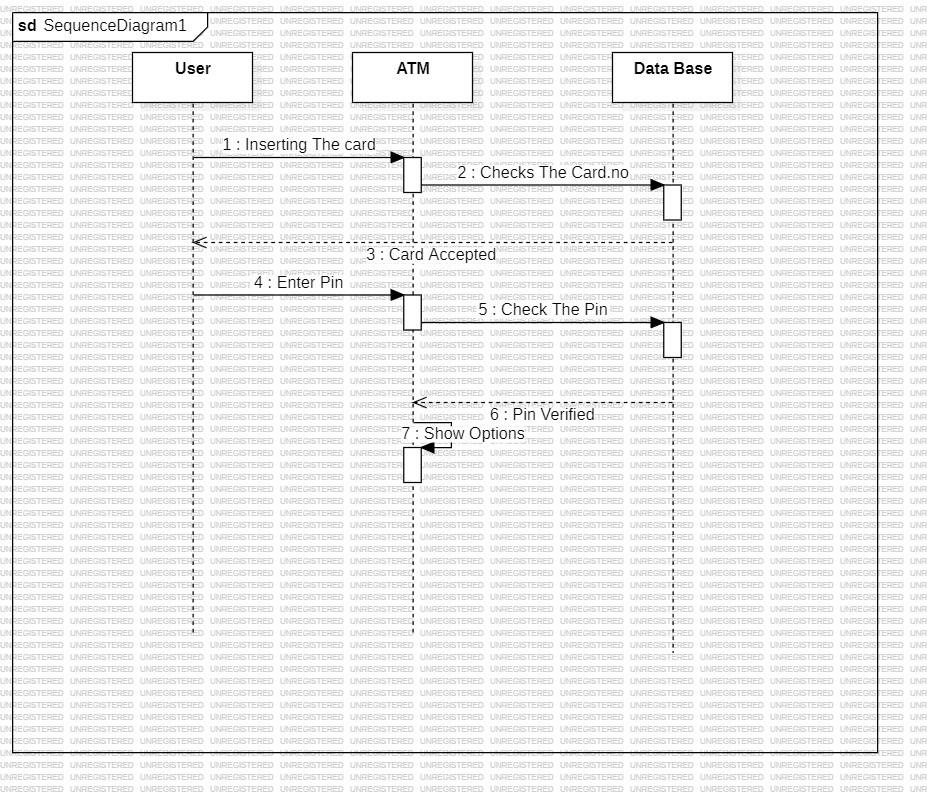 sd SequenceDiagram1
User
ATM
Data Base
1 : Inserting The card
2 : Checks The Card.no
3 : Card Accepted
4 : Enter Pin
5 : Check The Pin
6 : Pin Verified
7 : Show Options
UNREGISTERED